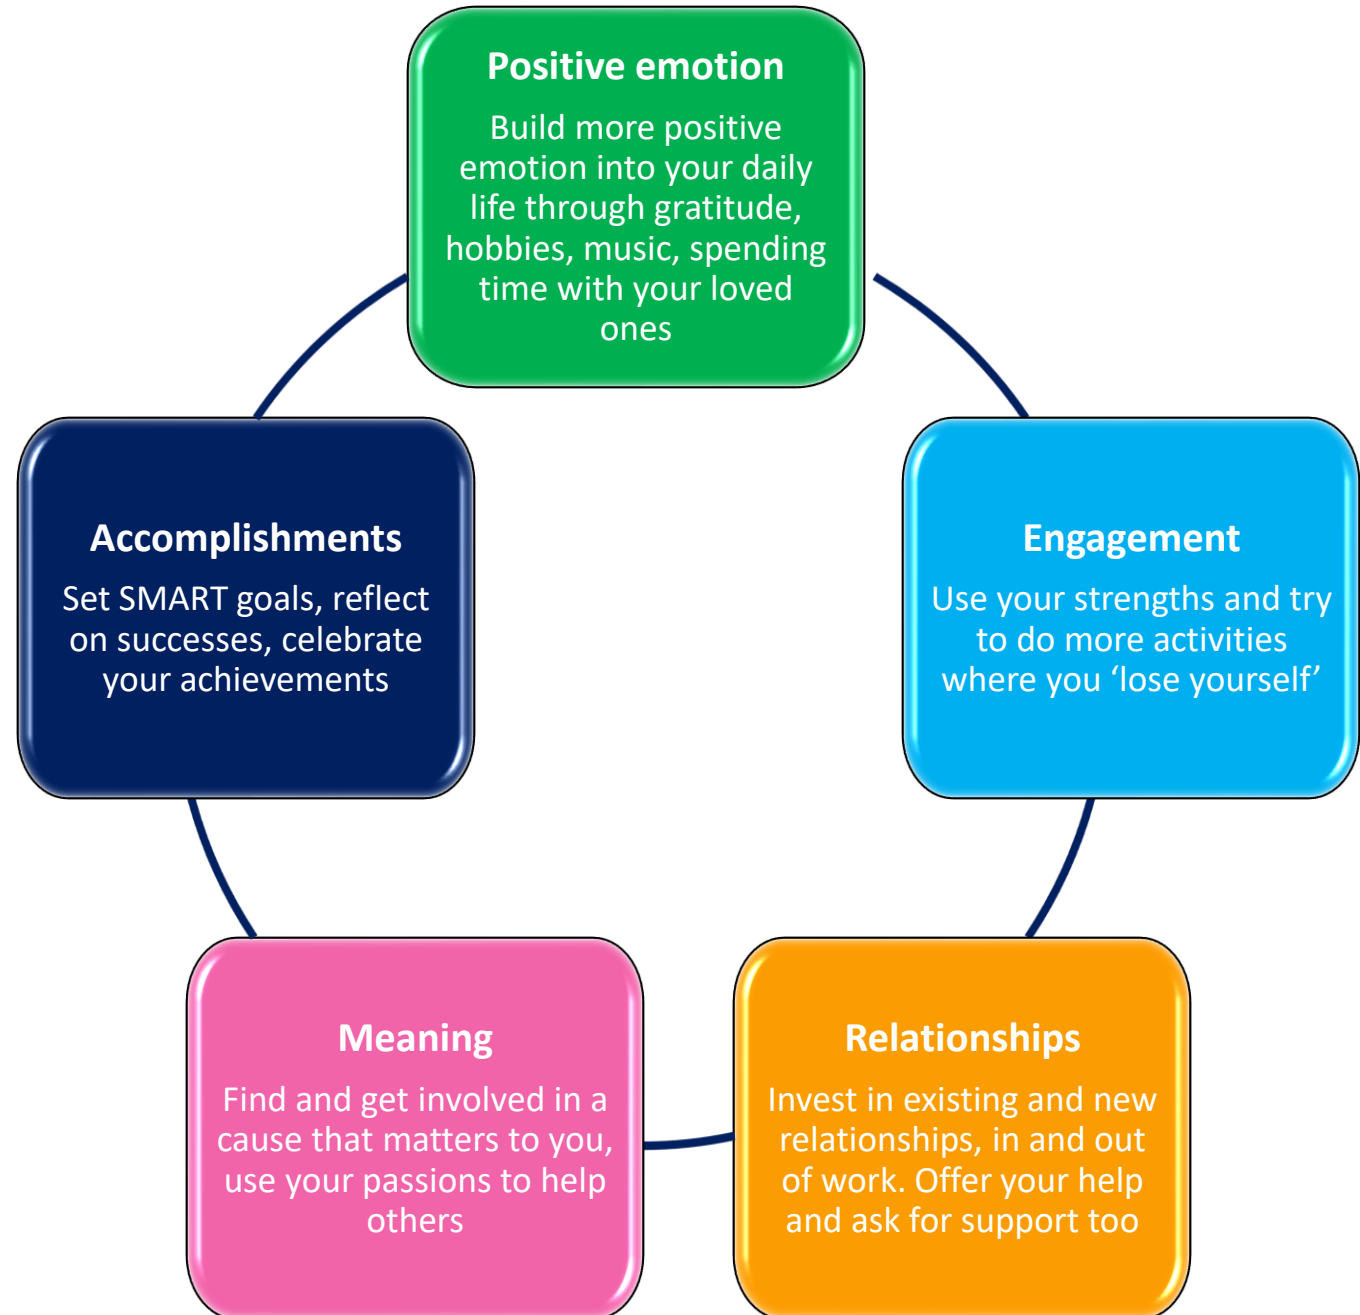 Positive emotion
Build more positive
emotion into your daily
life through gratitude,
hobbies, music, spending
time with your loved
ones
Engagement
Use your strengths and try
to do more activities
where you ‘lose yourself’
Relationships
Invest in existing and new
relationships, in and out
of work. Offer your help
and ask for support too
Meaning
Find and get involved in a
cause that matters to you,
use your passions to help
others
Accomplishments
Set SMART goals, reflect
on successes, celebrate
your achievements